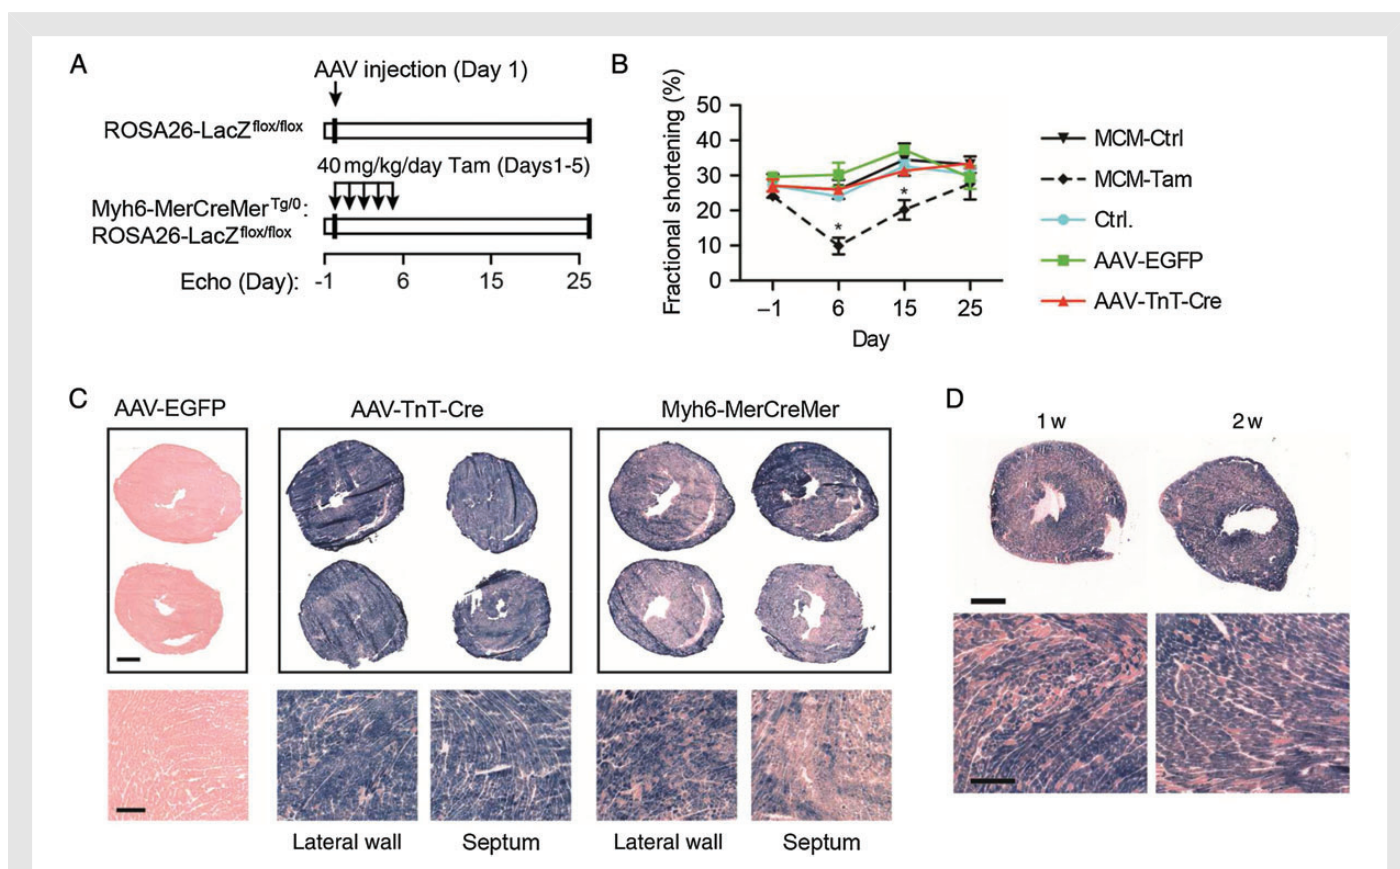 A
AAV injection (Day 1)
ROSA26-LacZflox/flox
40 mg/kg/day Tam (Days1-5)
Myh6-MerCreMerTg/0:
ROSA26-LacZflox/flox
Echo (Day): -1 6 15 25
B
Fractional shortening (%)
50
40
30
20
10
0
*
*
–1 6 15 25
Day
MCM-Ctrl
MCM-Tam
Ctrl.
AAV-EGFP
AAV-TnT-Cre
C
AAV-EGFP AAV-TnT-Cre Myh6-MerCreMer
Lateral wall Septum Lateral wall Septum
D
1 w 2 w